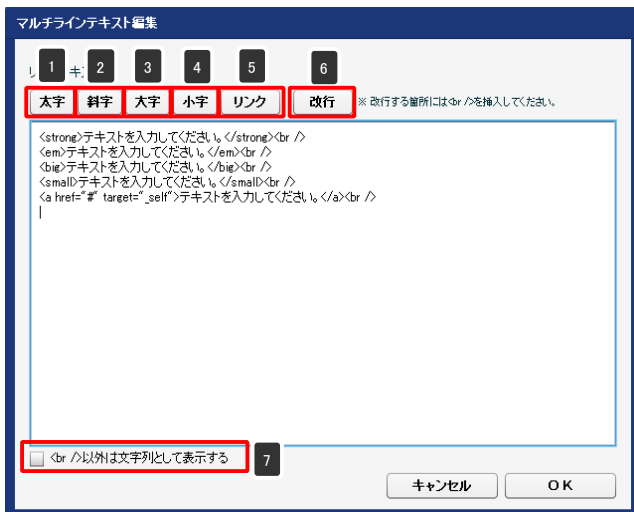 マルチラインテキスト編集
1 2 3 4 5 6
太字 斜字 大字 小字 リンク 改行 ※ 改行する箇所には<br />を挿入してください。
<strong>テキストを入力してください。</strong><br />
<em>テキストを入力してください。</em><br />
<big>テキストを入力してください。</big><br />
<small>テキストを入力してください。</small><br />
<a href="#" target="_self">テキストを入力してください。</a><br />
<br />以外は文字列として表示する 7
キャンセル OK